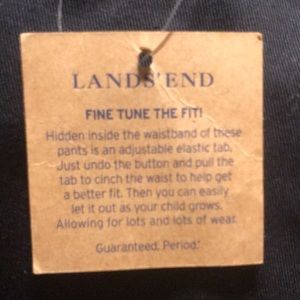 LANDS' END
FINE TUNE THE FIT!
Hidden inside the waistband of these
pants is an adjustable elastic tab.
Just undo the button and pull the
tab to cinch the waist to help get
a better fit. Then you can easily
let it out as your child grows.
Allowing for lots and lots of wear.
Guaranteed. Period.®